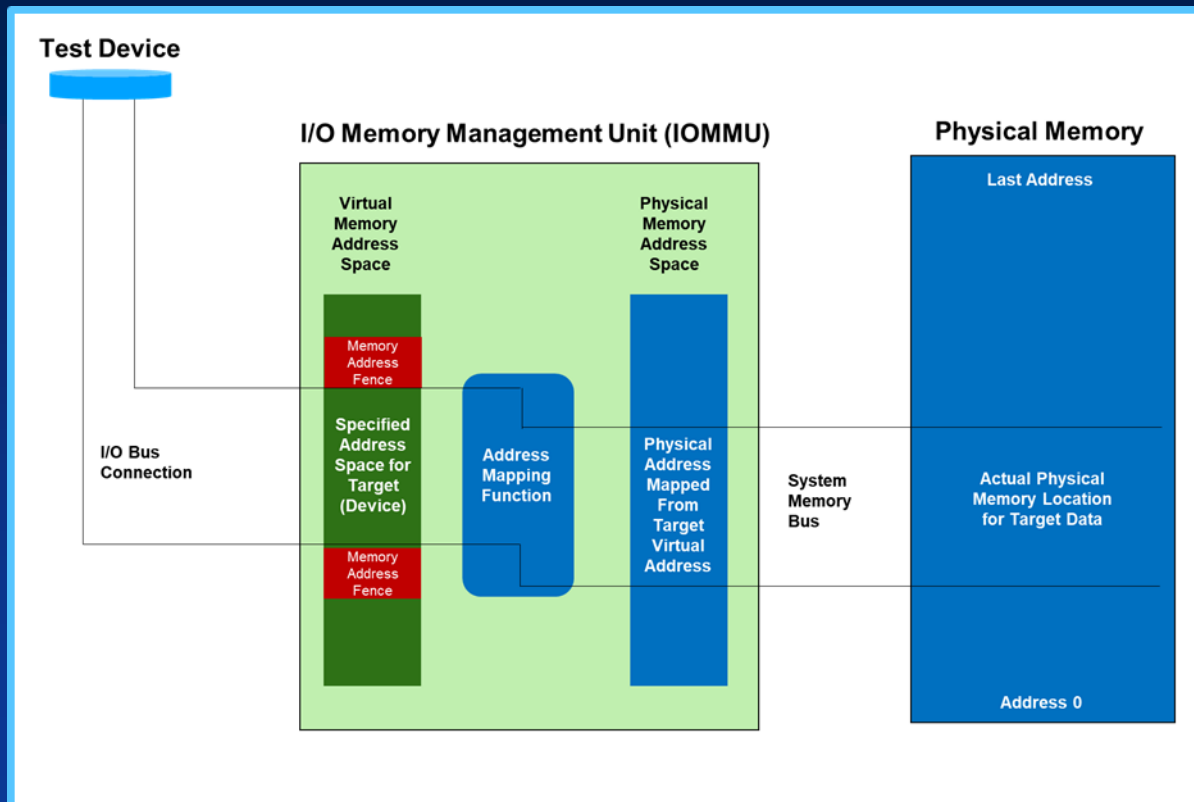 Test Device
I/O Memory Management Unit (IOMMU)
Physical Memory
Last Address
Virtual
Memory
Address
Space
Physical
Memory
Address
Space
Memory
Address
Fence
I/O Bus
Connection
Specified
Address
Space for
Target
(Device)
Address
Mapping
Function
Physical
Address
Mapped
From
Target
Virtual
Address
System
Memory
Bus
Actual Physical
Memory Location
for Target Data
Memory
Address
Fence
Address 0